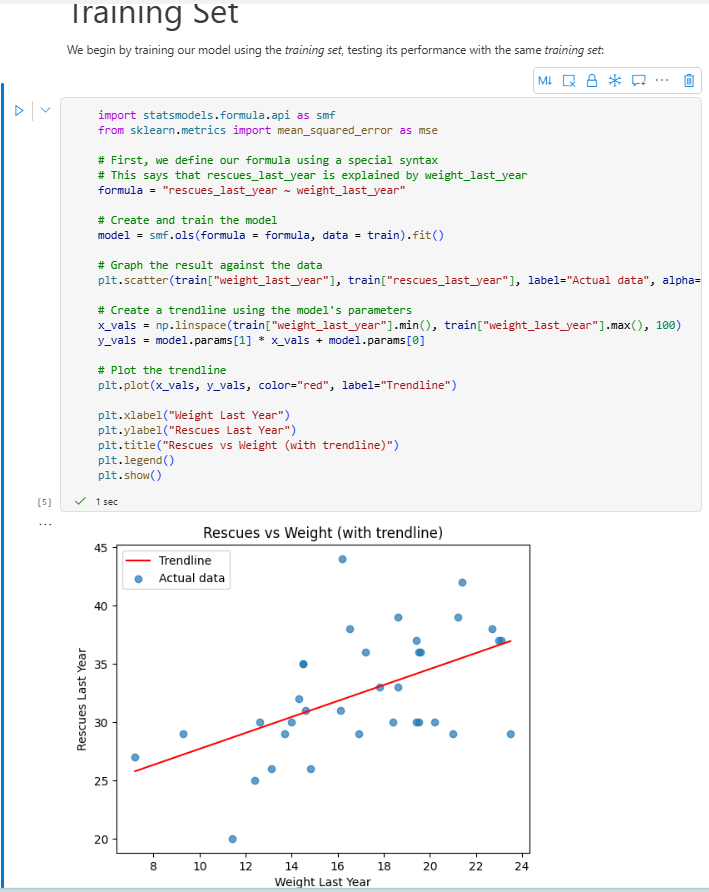 Training Set
We begin by training our model using the training set, testing its performance with the same training set:
M↓
import statsmodels.formula.api as smf
from sklearn.metrics import mean_squared_error as mse
# First, we define our formula using a special syntax
# This says that rescues_last_year is explained by weight_last_year
formula = "rescues_last_year ~ weight_last_year"
# Create and train the model
model = smf.ols(formula = formula, data = train).fit()
# Graph the result against the data
plt.scatter(train["weight_last_year"], train["rescues_last_year"], label="Actual data", alpha=
# Create a trendline using the model's parameters
x_vals = np.linspace(train["weight_last_year"].min(), train["weight_last_year"].max(), 100)
y_vals = model.params[1] * x_vals + model.params[0]
# Plot the trendline
plt.plot(x_vals, y_vals, color="red", label="Trendline")
plt.xlabel("Weight Last Year")
plt.ylabel("Rescues Last Year")
plt.title("Rescues vs Weight (with trendline)")
plt.legend()
plt.show()
[5] 1 sec
Rescues vs Weight (with trendline)
Trendline
Actual data
45
40
35
30
25
20
Rescues Last Year
8 10 12 14 16 18 20 22 24
Weight Last Year